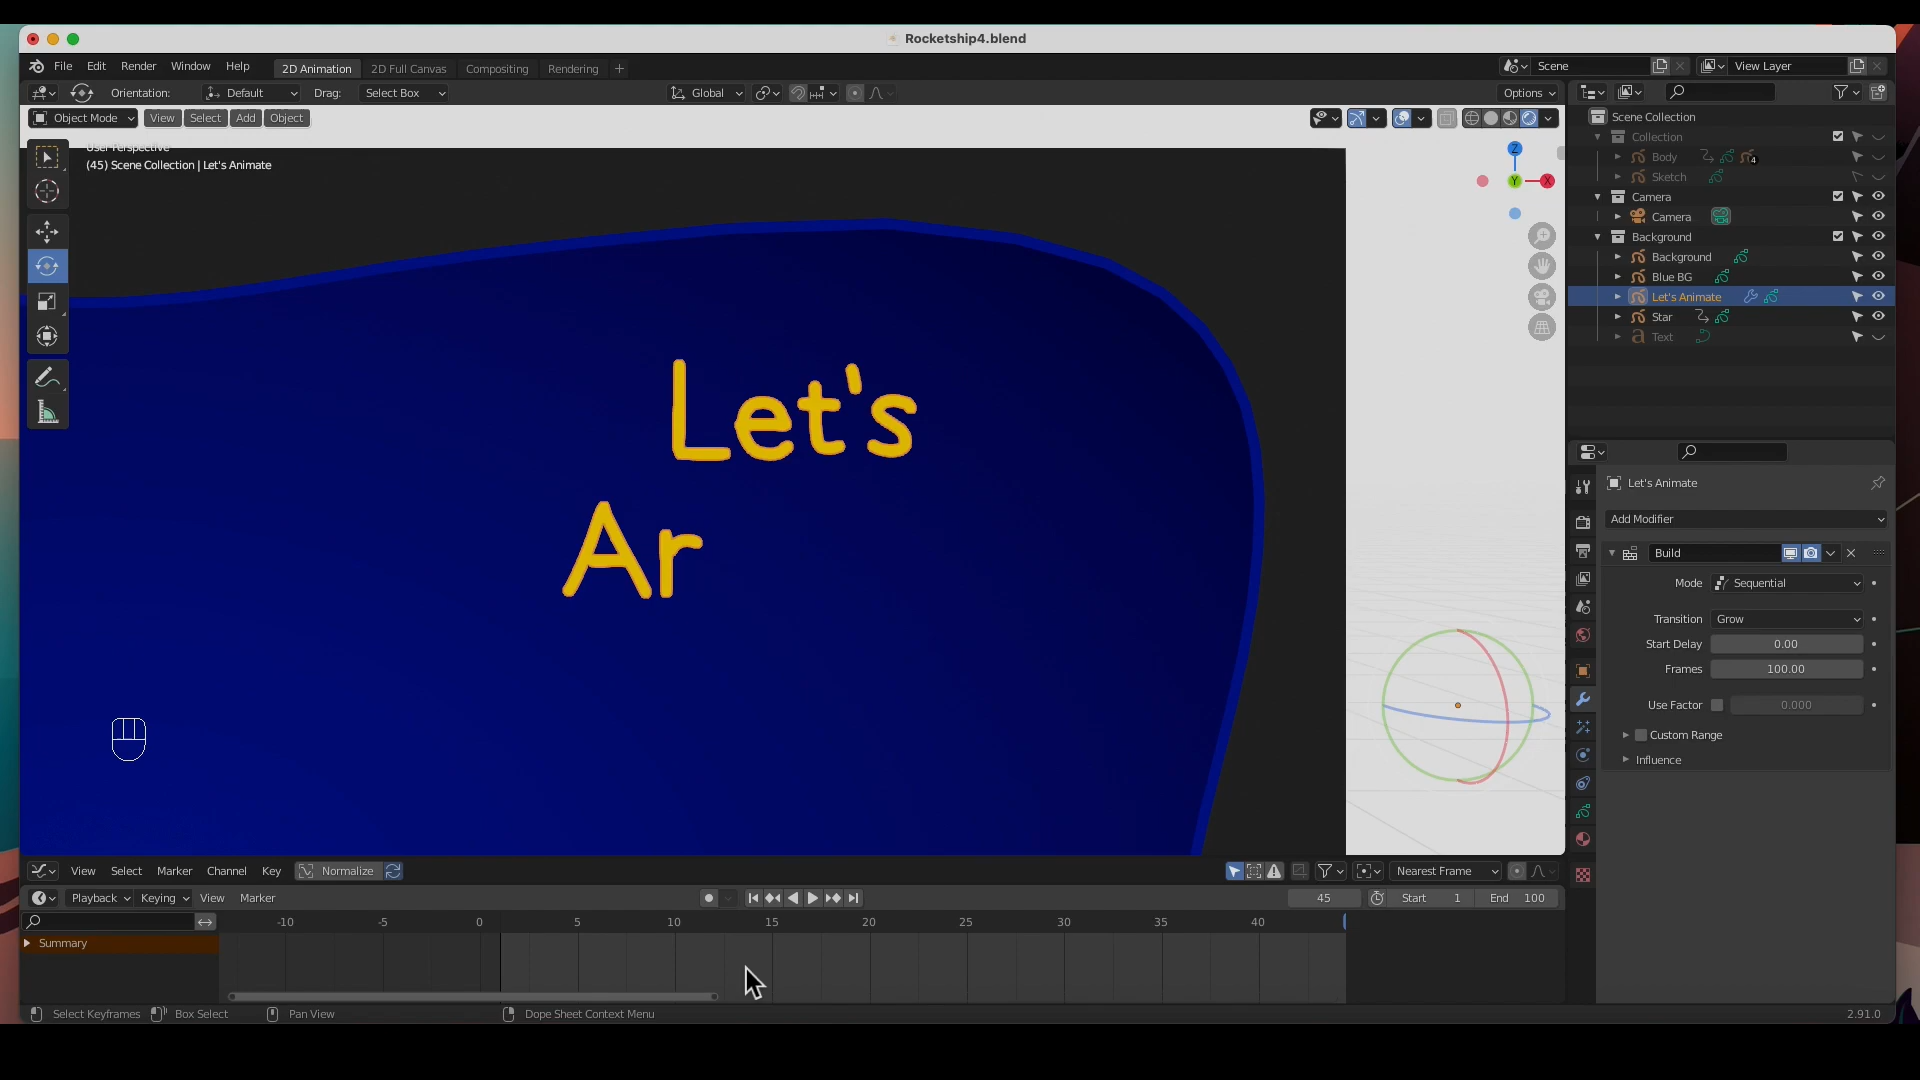 Rocketship4.blend
File Edit Render Window Help 2D Animation 2D Full Canvas Compositing Rendering + Scene View Layer
Orientation: Default Drag: Select Box Global Options
Object Mode View Select Add Object
User Perspective
(45) Scene Collection | Let's Animate
Z
Y X
Let's
Ar
Scene Collection
Collection
Body 4
Sketch
Camera
Camera
Background
Background
Blue BG
Let's Animate
Star
Text
Let's Animate
Add Modifier
Build
Mode Sequential
Transition Grow
Start Delay 0.00
Frames 100.00
Use Factor 0.000
Custom Range
Influence
View Select Marker Channel Key Normalize Nearest Frame
Playback Keying View Marker 45 Start 1 End 100
-10 -5 0 5 10 15 20 25 30 35 40
Summary
Select Keyframes Box Select Pan View Dope Sheet Context Menu 2.91.0